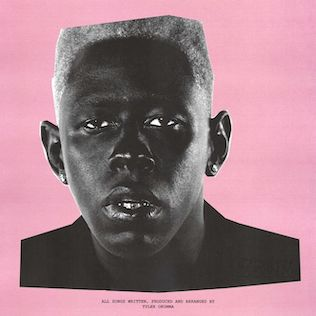 ALL SONGS WRITTEN, PRODUCED AND ARRANGED BY
TYLER OKONMA